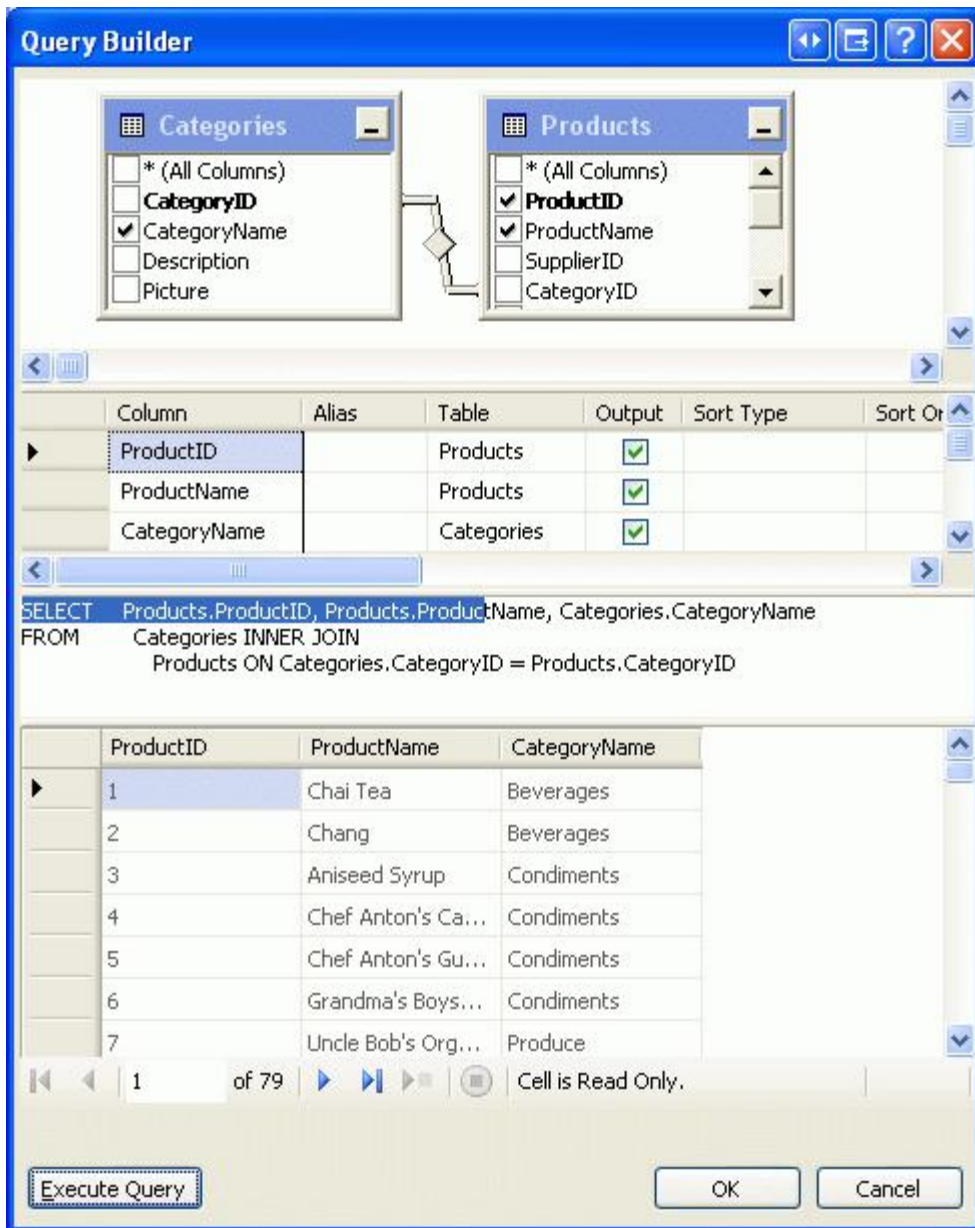 Query Builder
Categories
* (All Columns)
CategoryID
CategoryName
Description
Picture
Products
* (All Columns)
ProductID
ProductName
SupplierID
CategoryID
Column Alias Table Output Sort Type Sort Or
ProductID Products
ProductName Products
CategoryName Categories
SELECT Products.ProductID, Products.ProductName, Categories.CategoryName
FROM Categories INNER JOIN
Products ON Categories.CategoryID = Products.CategoryID
ProductID ProductName CategoryName
1 Chai Tea Beverages
2 Chang Beverages
3 Aniseed Syrup Condiments
4 Chef Anton's Ca... Condiments
5 Chef Anton's Gu... Condiments
6 Grandma's Boys... Condiments
7 Uncle Bob's Org... Produce
1 of 79 Cell is Read Only.
Execute Query OK Cancel